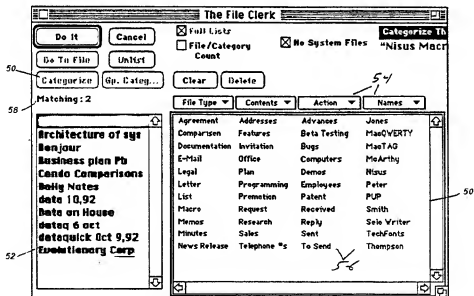 The File Clerk
Do It Cancel
Full Lists
File/Category Count
No System Files
Categorize Th
"Nisus Macr
Go To File Unlist
50
Categorize Gp. Categ... Clear Delete
54
58
Matching: 2
File Type Contents Action Names
Architecture of sys
Bonjour
Business plan Pb
Condo Comparisons
Daily Notes
data 10,92
Data on House
dataq 6 oct
dataquick Oct 9,92
Evolutionary Corp
52
Agreement Addresses Advances Jones
Comparison Features Beta Testing MacQWERTY
Documentation Invitation Bugs MacTAG
E-Mail Office Computers McArthy
Legal Plan Demos Nisus
Letter Programming Employees Peter
List Promotion Patent PUP
Macro Request Received Smith
Memos Research Reply Sole Writer
Minutes Sales Sent TechFonts
News Release Telephone #s To Send Thompson
50
56